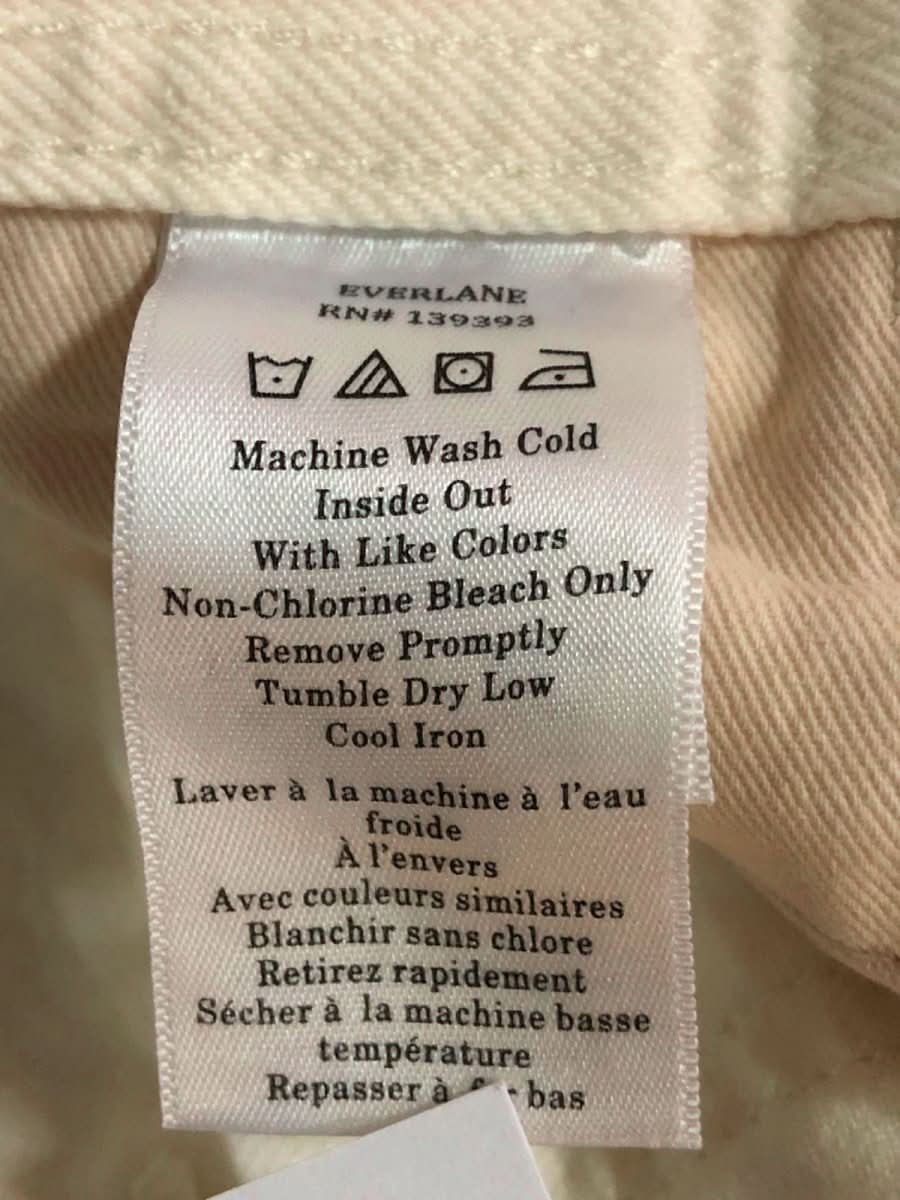 EVERLANE
RN# 139393
Machine Wash Cold
Inside Out
With Like Colors
Non-Chlorine Bleach Only
Remove Promptly
Tumble Dry Low
Cool Iron
Laver à la machine à l'eau
froide
À l'envers
Avec couleurs similaires
Blanchir sans chlore
Retirez rapidement
Sécher à la machine basse
température
Repasser à bas